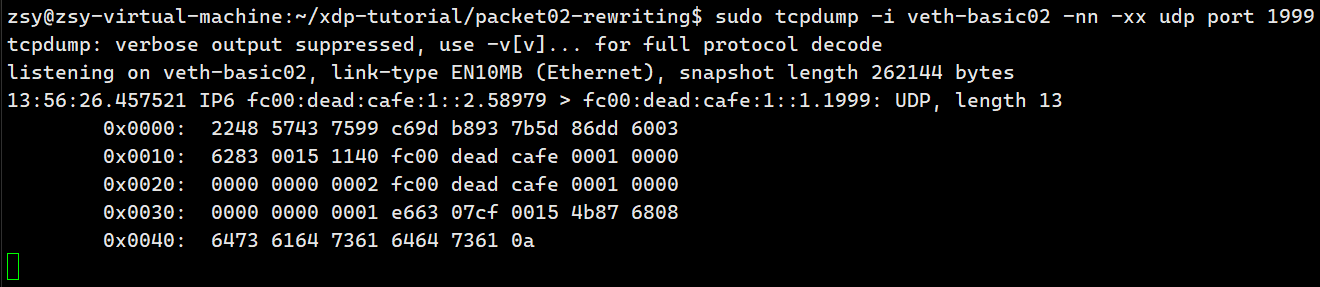 zsy@zsy-virtual-machine:~/xdp-tutorial/packet02-rewriting$ sudo tcpdump -i veth-basic02 -nn -xx udp port 1999
tcpdump: verbose output suppressed, use -v[v]... for full protocol decode
listening on veth-basic02, link-type EN10MB (Ethernet), snapshot length 262144 bytes
13:56:26.457521 IP6 fc00:dead:cafe:1::2.58979 > fc00:dead:cafe:1::1.1999: UDP, length 13
0x0000:  2248 5743 7599 c69d b893 7b5d 86dd 6003
0x0010:  6283 0015 1140 fc00 dead cafe 0001 0000
0x0020:  0000 0000 0002 fc00 dead cafe 0001 0000
0x0030:  0000 0000 0001 e663 07cf 0015 4b87 6808
0x0040:  6473 6164 7361 6464 7361 0a